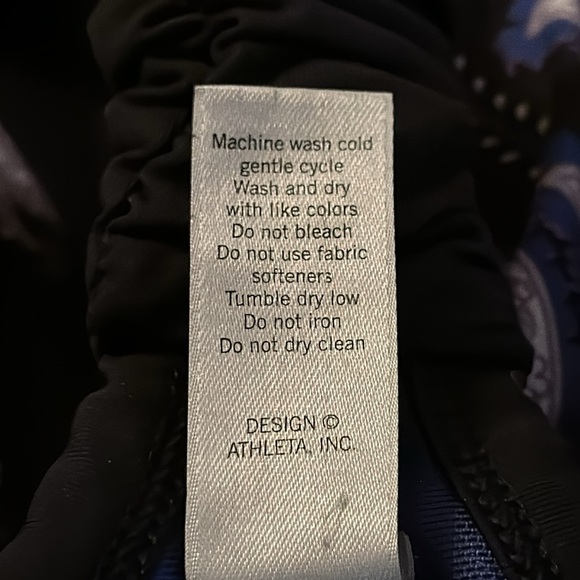 Machine wash cold
gentle cycle
Wash and dry
with like colors
Do not bleach
Do not use fabric
softeners
Tumble dry low
Do not iron
Do not dry clean
DESIGN ©
ATHLETA, INC.